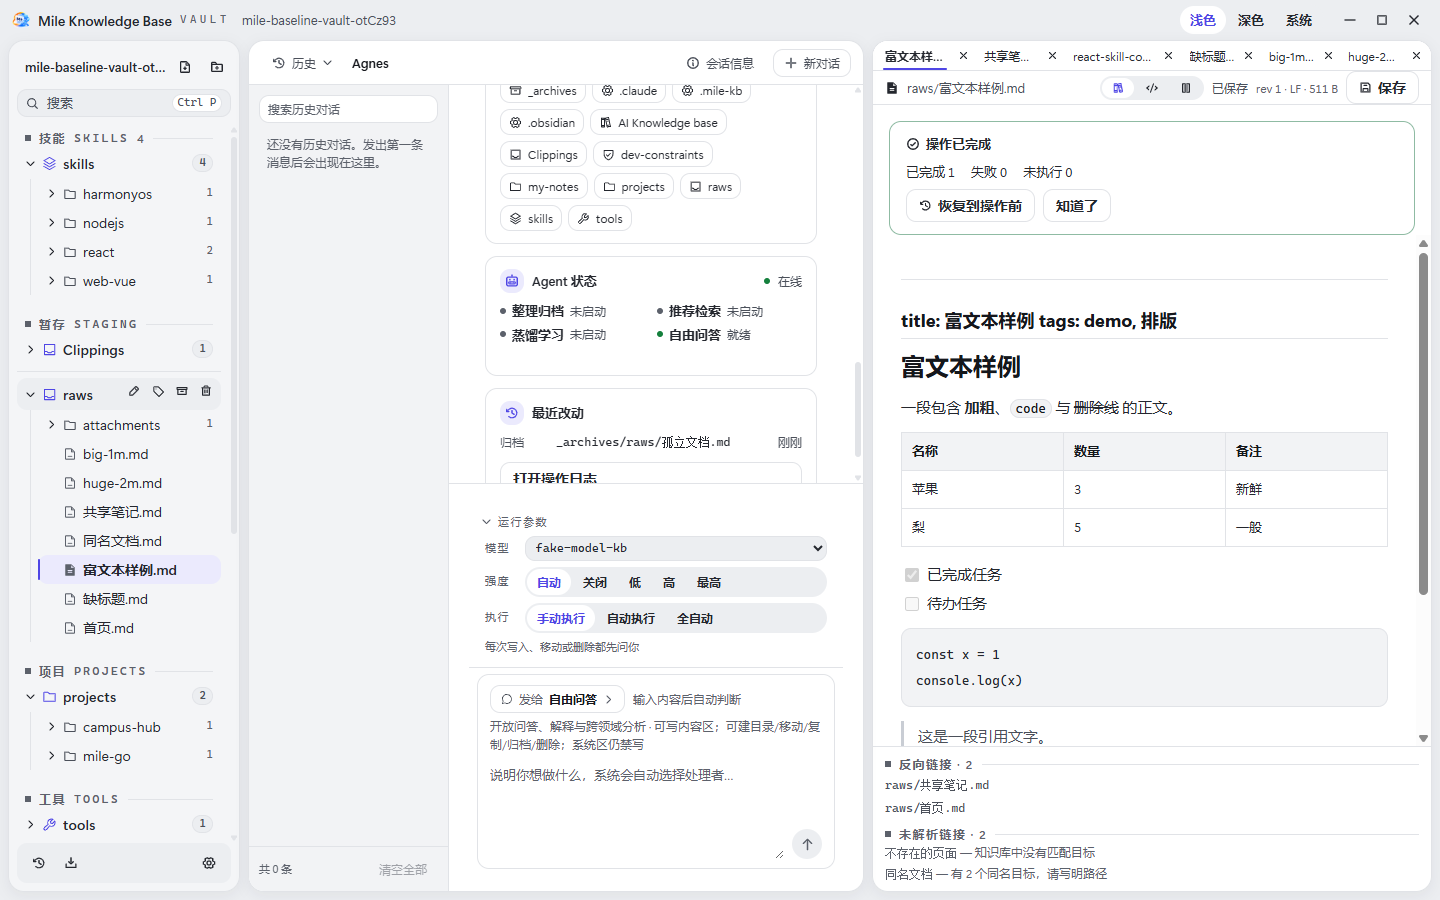 Mile Knowledge Base VAULT mile-baseline-vault-otCz93
浅色 深色 系统
mile-baseline-vault-ot...
搜索 Ctrl P
技能 SKILLS 4
skills 4
harmonyos 1
nodejs 1
react 2
web-vue 1
暂存 STAGING
Clippings 1
raws
attachments 1
big-1m.md
huge-2m.md
共享笔记.md
同名文档.md
富文本样例.md
缺标题.md
首页.md
项目 PROJECTS
projects 2
campus-hub 1
mile-go 1
工具 TOOLS
tools 1
历史 Agnes 会话信息 新对话
搜索历史对话
还没有历史对话。发出第一条
消息后会出现在这里。
共 0 条 清空全部
_archives .claude .mile-kb
.obsidian AI Knowledge base
Clippings dev-constraints
my-notes projects raws
skills tools
Agent 状态 在线
整理归档 未启动 推荐检索 未启动
蒸馏学习 未启动 自由问答 就绪
最近改动
归档 _archives/raws/孤立文档.md 刚刚
打开操作日志
运行参数
模型 fake-model-kb
强度 自动 关闭 低 高 最高
执行 手动执行 自动执行 全自动
每次写入、移动或删除都先问你
发给 自由问答 输入内容后自动判断
开放问答、解释与跨领域分析 · 可写内容区；可建目录/移动/复
制/归档/删除；系统区仍禁写
说明你想做什么，系统会自动选择处理者...
富文本样... 共享笔... react-skill-co... 缺标题... big-1m... huge-2...
raws/富文本样例.md 已保存 rev 1 · LF · 511 B 保存
操作已完成
已完成 1 失败 0 未执行 0
恢复到操作前 知道了
title: 富文本样例 tags: demo, 排版
富文本样例
一段包含 加粗、 code 与 删除线 的正文。
名称 数量 备注
苹果 3 新鲜
梨 5 一般
已完成任务
待办任务
const x = 1
console.log(x)
这是一段引用文字。
反向链接 · 2
raws/共享笔记.md
raws/首页.md
未解析链接 · 2
不存在的页面 — 知识库中没有匹配目标
同名文档 — 有 2 个同名目标，请写明路径